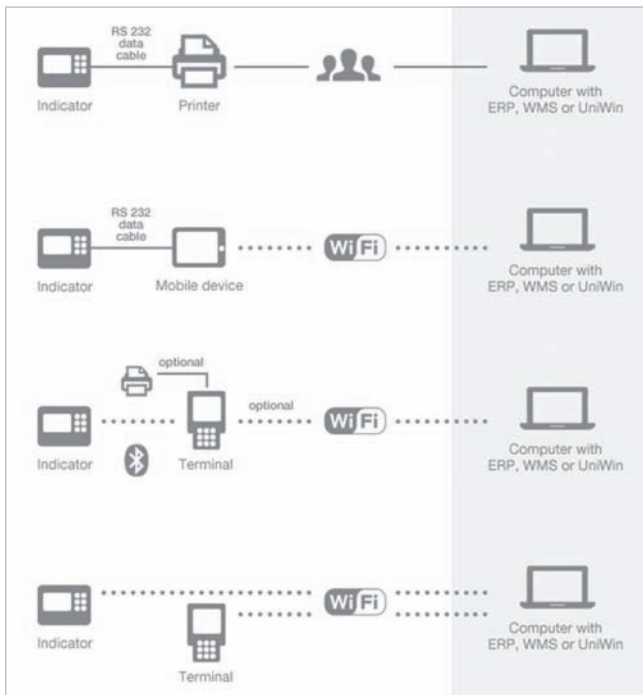 RS 232
data
cable
Indicator
Printer
Computer with
ERP, WMS or UniWin
RS 232
data
cable
WiFi
Indicator
Mobile device
Computer with
ERP, WMS or UniWin
optional
optional
WiFi
Indicator
Terminal
Computer with
ERP, WMS or UniWin
WiFi
Indicator
Terminal
Computer with
ERP, WMS or UniWin